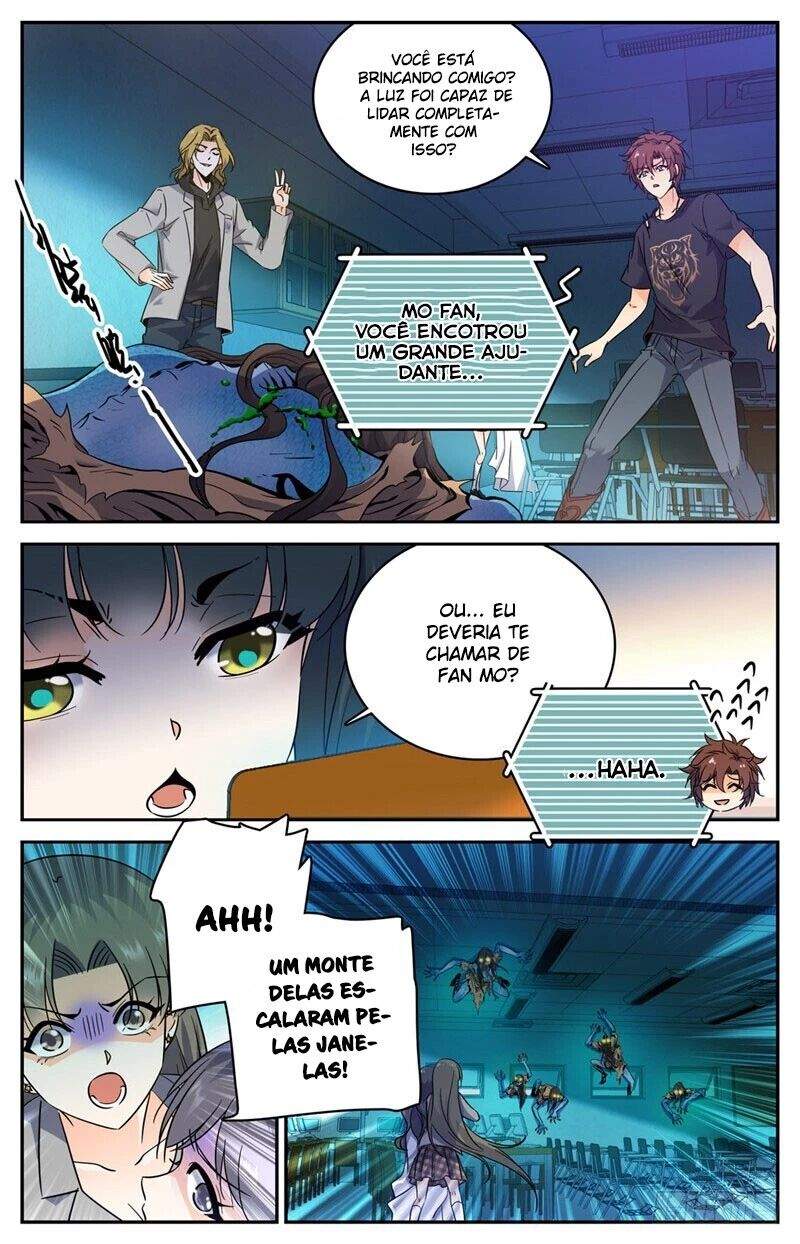 VOCÊ ESTÁ
BRINCANDO COMIGO?
A LUZ FOI CAPAZ DE
LIDAR COMPLETA-
MENTE COM
ISSO?
MO FAN,
VOCÊ ENCOTROU
UM GRANDE AJU-
DANTE...
OU... EU
DEVERIA TE
CHAMAR DE
FAN MO?
...HAHA.
AHH!
UM MONTE
DELAS ES-
CALARAM PE-
LAS JANE-
LAS!